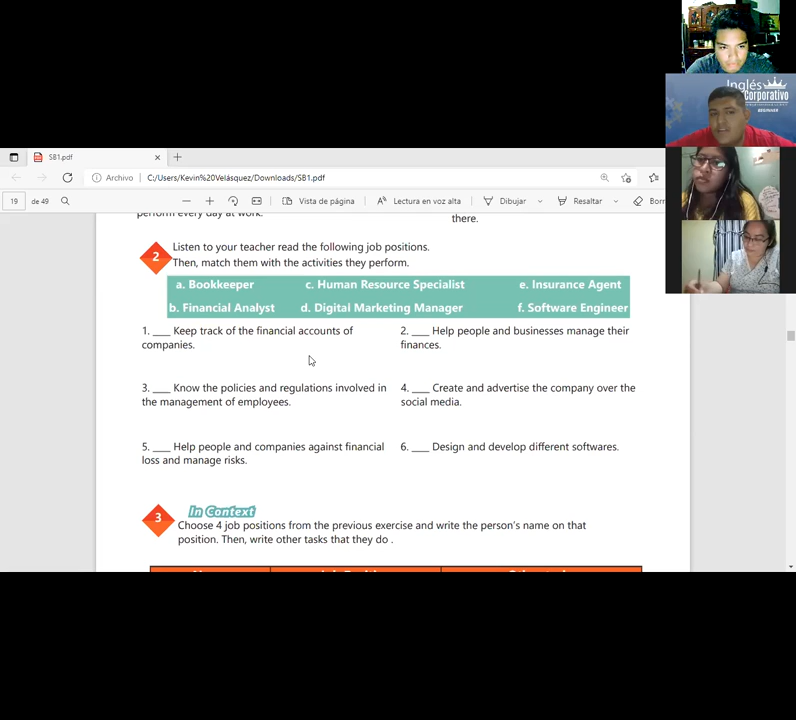 Inglés
Corporativo
BEGINNER
SB1.pdf
Archivo C:/Users/Kevin%20Velásquez/Downloads/SB1.pdf
19 de 49 Vista de página Lectura en voz alta Dibujar Resaltar Borr
perform every day at work.
there.
2 Listen to your teacher read the following job positions.
Then, match them with the activities they perform.
a. Bookkeeper c. Human Resource Specialist e. Insurance Agent
b. Financial Analyst d. Digital Marketing Manager f. Software Engineer
1. ___ Keep track of the financial accounts of
companies.
2. ___ Help people and businesses manage their
finances.
3. ___ Know the policies and regulations involved in
the management of employees.
4. ___ Create and advertise the company over the
social media.
5. ___ Help people and companies against financial
loss and manage risks.
6. ___ Design and develop different softwares.
3 In Context
Choose 4 job positions from the previous exercise and write the person's name on that
position. Then, write other tasks that they do .